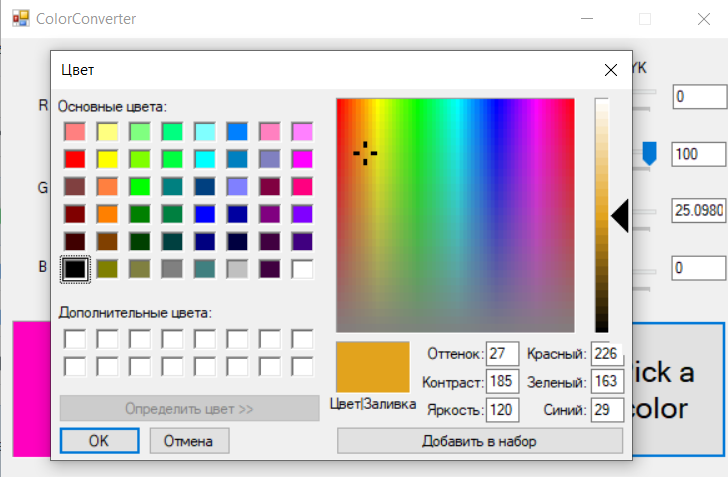 ColorConverter
Цвет
YK
Основные цвета:
R
0
100
G
25.0980
B
0
Дополнительные цвета:
Определить цвет >>
OK
Отмена
Цвет|Заливка
Оттенок: 27
Красный: 226
Контраст: 185
Зеленый: 163
Яркость: 120
Синий: 29
Добавить в набор
ick a
olor